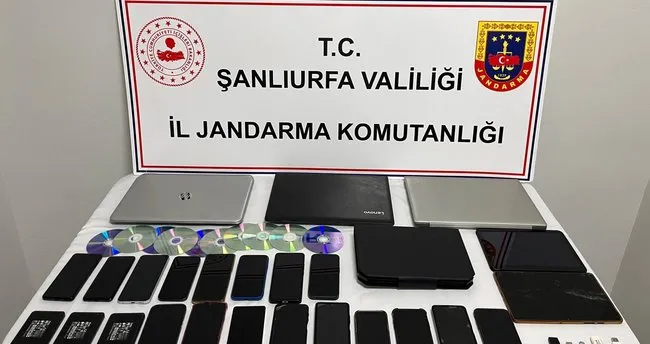 T.C.
ŞANLIURFA VALİLİĞİ
İL JANDARMA KOMUTANLIĞI
JANDARMA
Lenovo